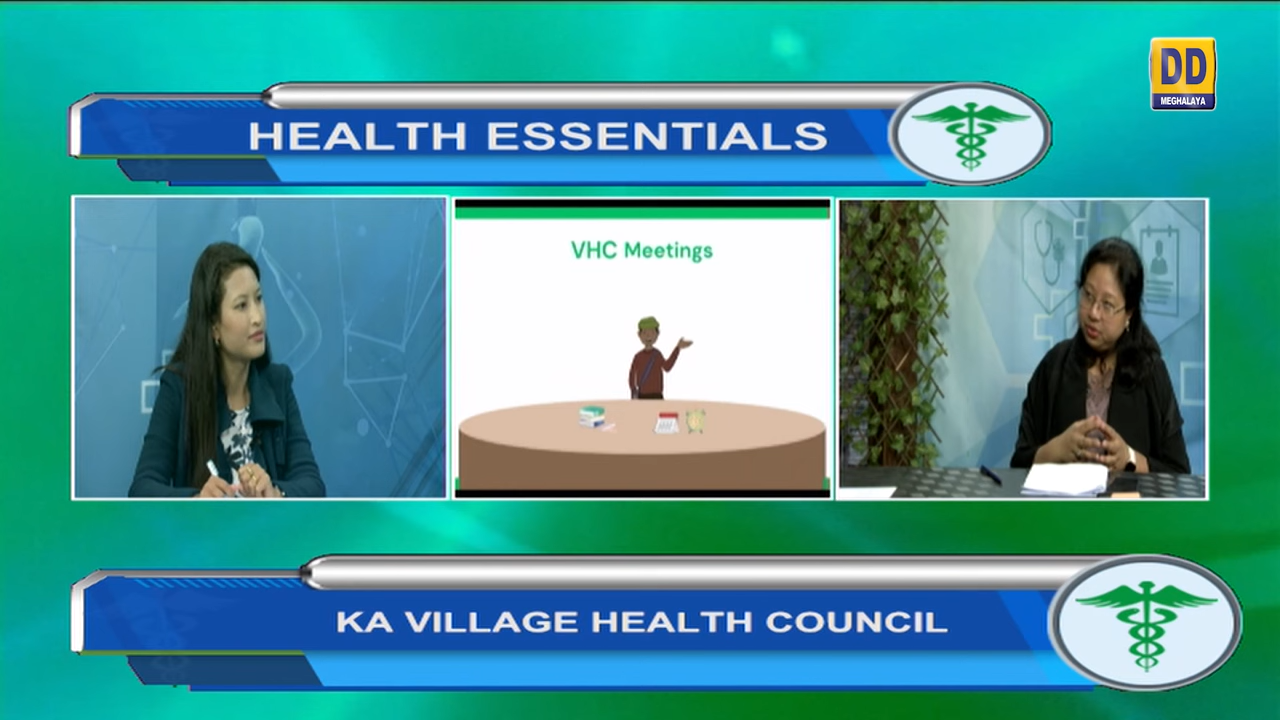 DD
MEGHALAYA
HEALTH ESSENTIALS
VHC Meetings
KA VILLAGE HEALTH COUNCIL